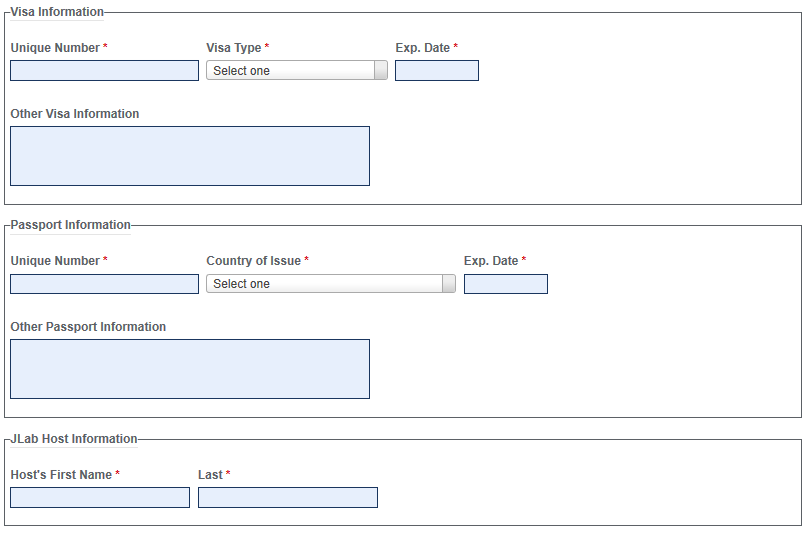 Visa Information
Unique Number * Visa Type * Exp. Date *
Select one
Other Visa Information
Passport Information
Unique Number * Country of Issue * Exp. Date *
Select one
Other Passport Information
JLab Host Information
Host's First Name * Last *